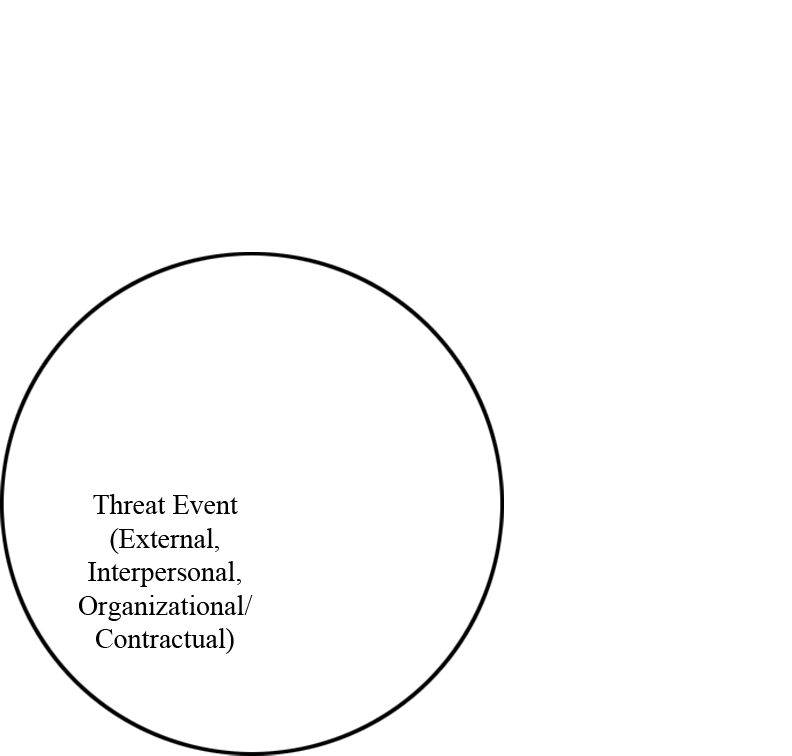 Threat Event
(External,
Interpersonal,
Organizational/
Contractual)